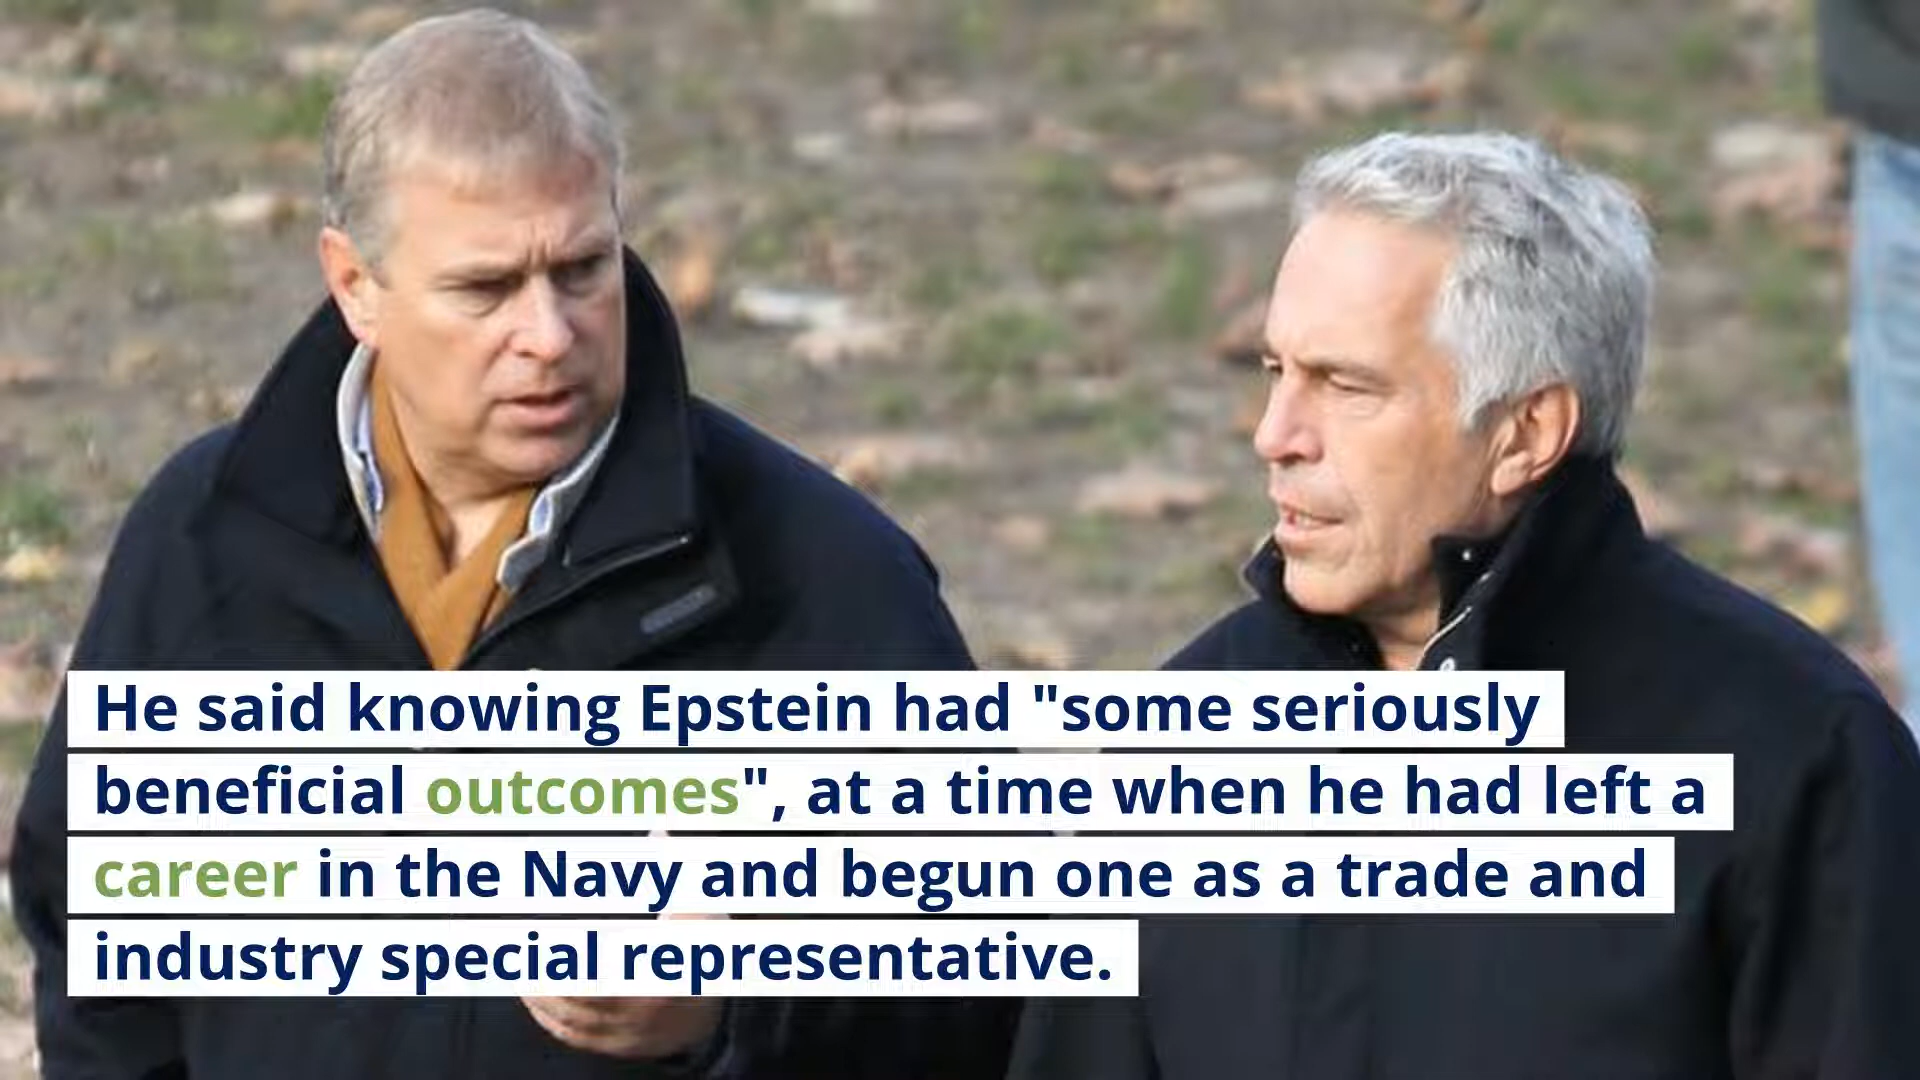 He said knowing Epstein had "some seriously
beneficial outcomes", at a time when he had left a
career in the Navy and begun one as a trade and
industry special representative.